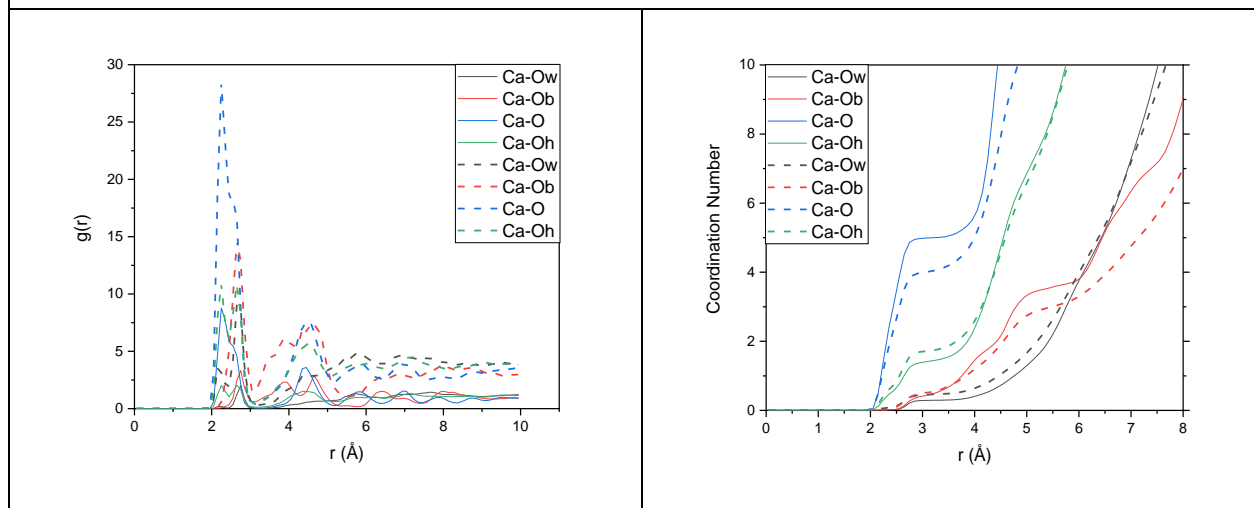 30
25
20
15
10
5
0
g(r)
0 2 4 6 8 10
r (Å)
Ca-Ow
Ca-Ob
Ca-O
Ca-Oh
Ca-Ow
Ca-Ob
Ca-O
Ca-Oh
10
8
6
4
2
0
Coordination Number
0 1 2 3 4 5 6 7 8
r (Å)
Ca-Ow
Ca-Ob
Ca-O
Ca-Oh
Ca-Ow
Ca-Ob
Ca-O
Ca-Oh